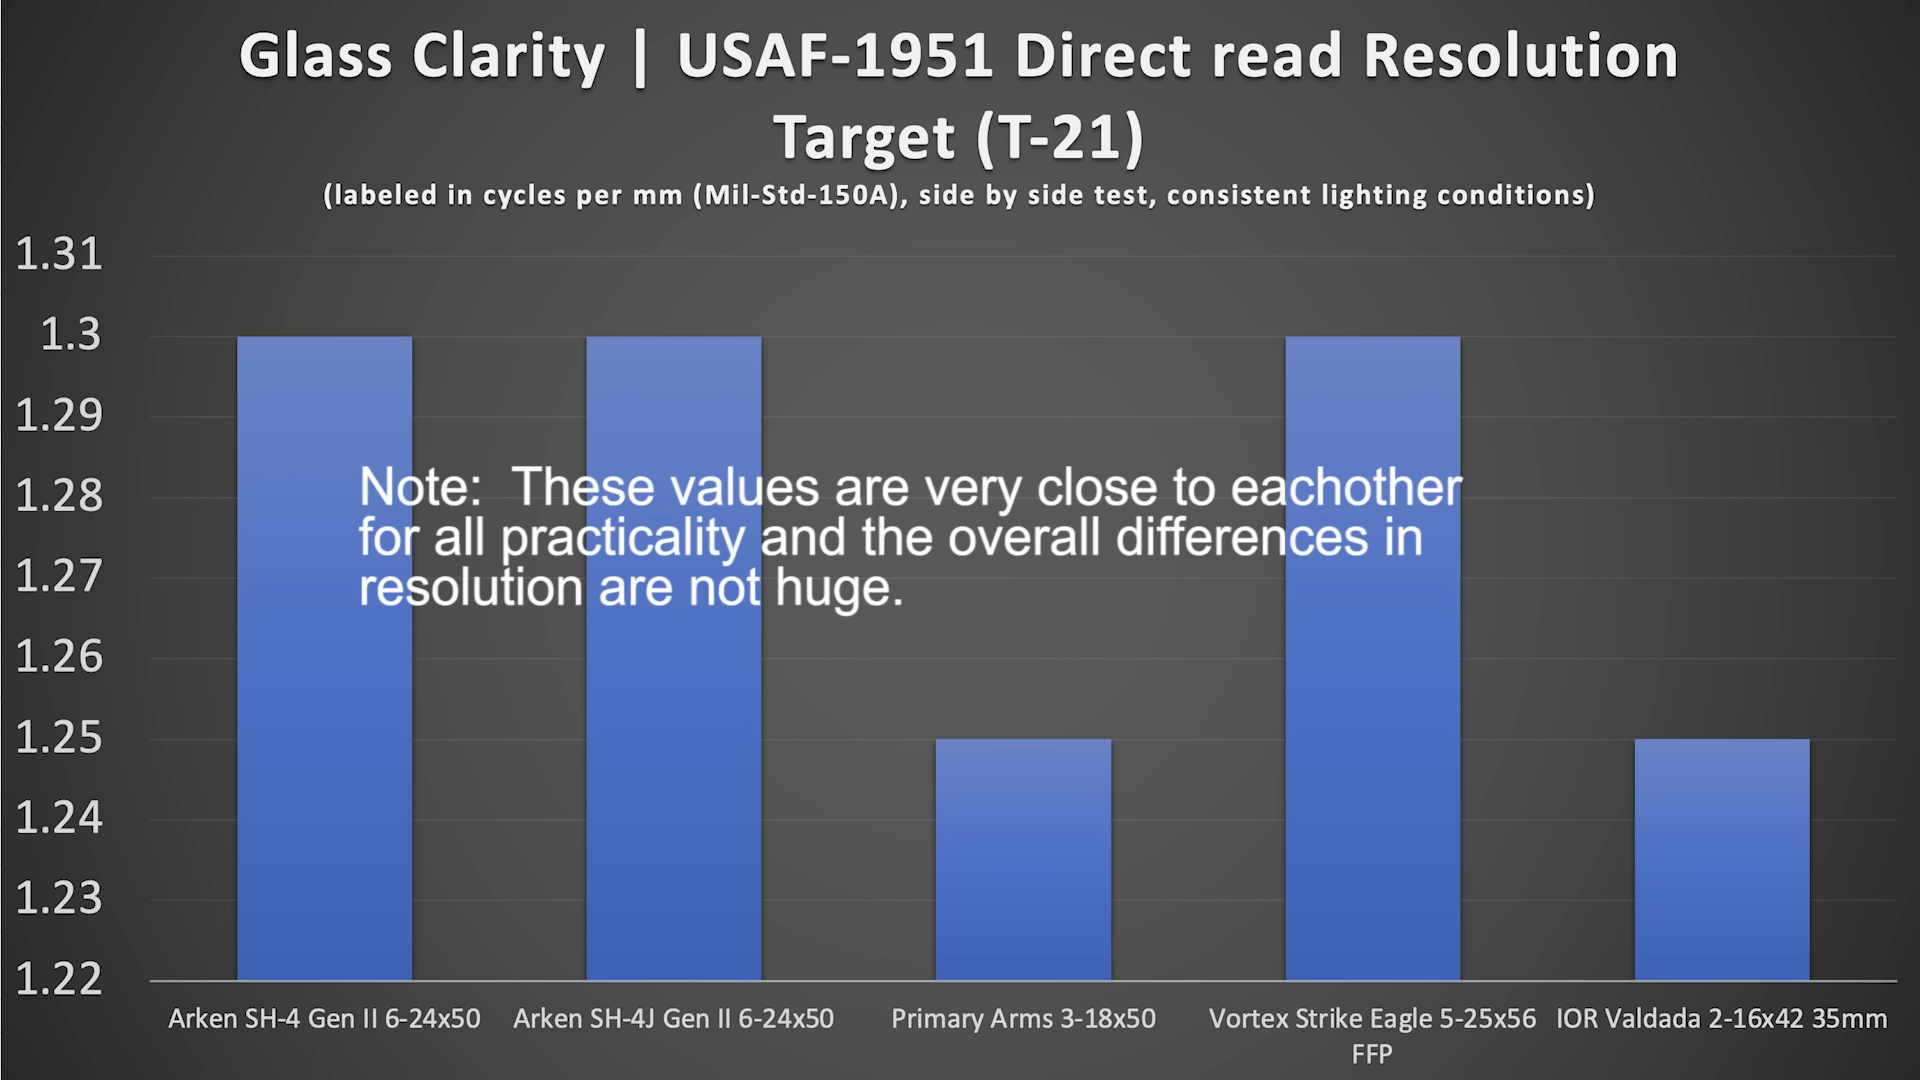 Glass Clarity | USAF-1951 Direct read Resolution
Target (T-21)
(labeled in cycles per mm (Mil-Std-150A), side by side test, consistent lighting conditions)
1.31
1.3
1.29
1.28
1.27
1.26
1.25
1.24
1.23
1.22
Note:  These values are very close to eachother
for all practicality and the overall differences in
resolution are not huge.
Arken SH-4 Gen II 6-24x50
Arken SH-4J Gen II 6-24x50
Primary Arms 3-18x50
Vortex Strike Eagle 5-25x56
FFP
IOR Valdada 2-16x42 35mm